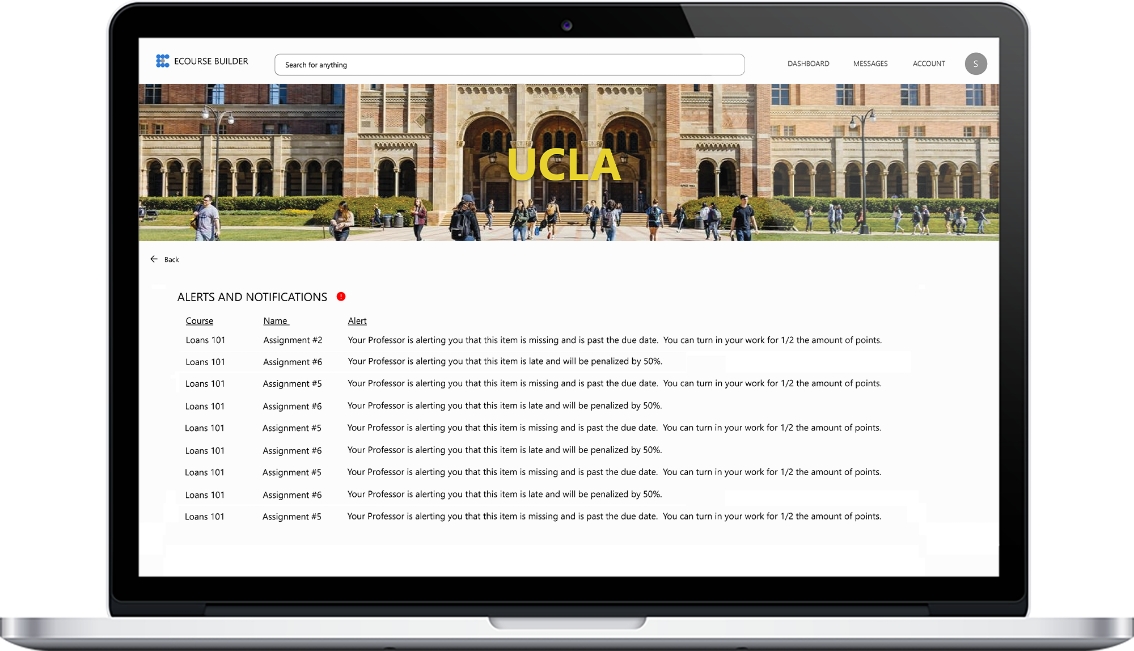 ECOURSE BUILDER
Search for anything
DASHBOARD MESSAGES ACCOUNT S
UCLA
← Back
ALERTS AND NOTIFICATIONS !
Course Name Alert
Loans 101 Assignment #2 Your Professor is alerting you that this item is missing and is past the due date. You can turn in your work for 1/2 the amount of points.
Loans 101 Assignment #6 Your Professor is alerting you that this item is late and will be penalized by 50%.
Loans 101 Assignment #5 Your Professor is alerting you that this item is missing and is past the due date. You can turn in your work for 1/2 the amount of points.
Loans 101 Assignment #6 Your Professor is alerting you that this item is late and will be penalized by 50%.
Loans 101 Assignment #5 Your Professor is alerting you that this item is missing and is past the due date. You can turn in your work for 1/2 the amount of points.
Loans 101 Assignment #6 Your Professor is alerting you that this item is late and will be penalized by 50%.
Loans 101 Assignment #5 Your Professor is alerting you that this item is missing and is past the due date. You can turn in your work for 1/2 the amount of points.
Loans 101 Assignment #6 Your Professor is alerting you that this item is late and will be penalized by 50%.
Loans 101 Assignment #5 Your Professor is alerting you that this item is missing and is past the due date. You can turn in your work for 1/2 the amount of points.